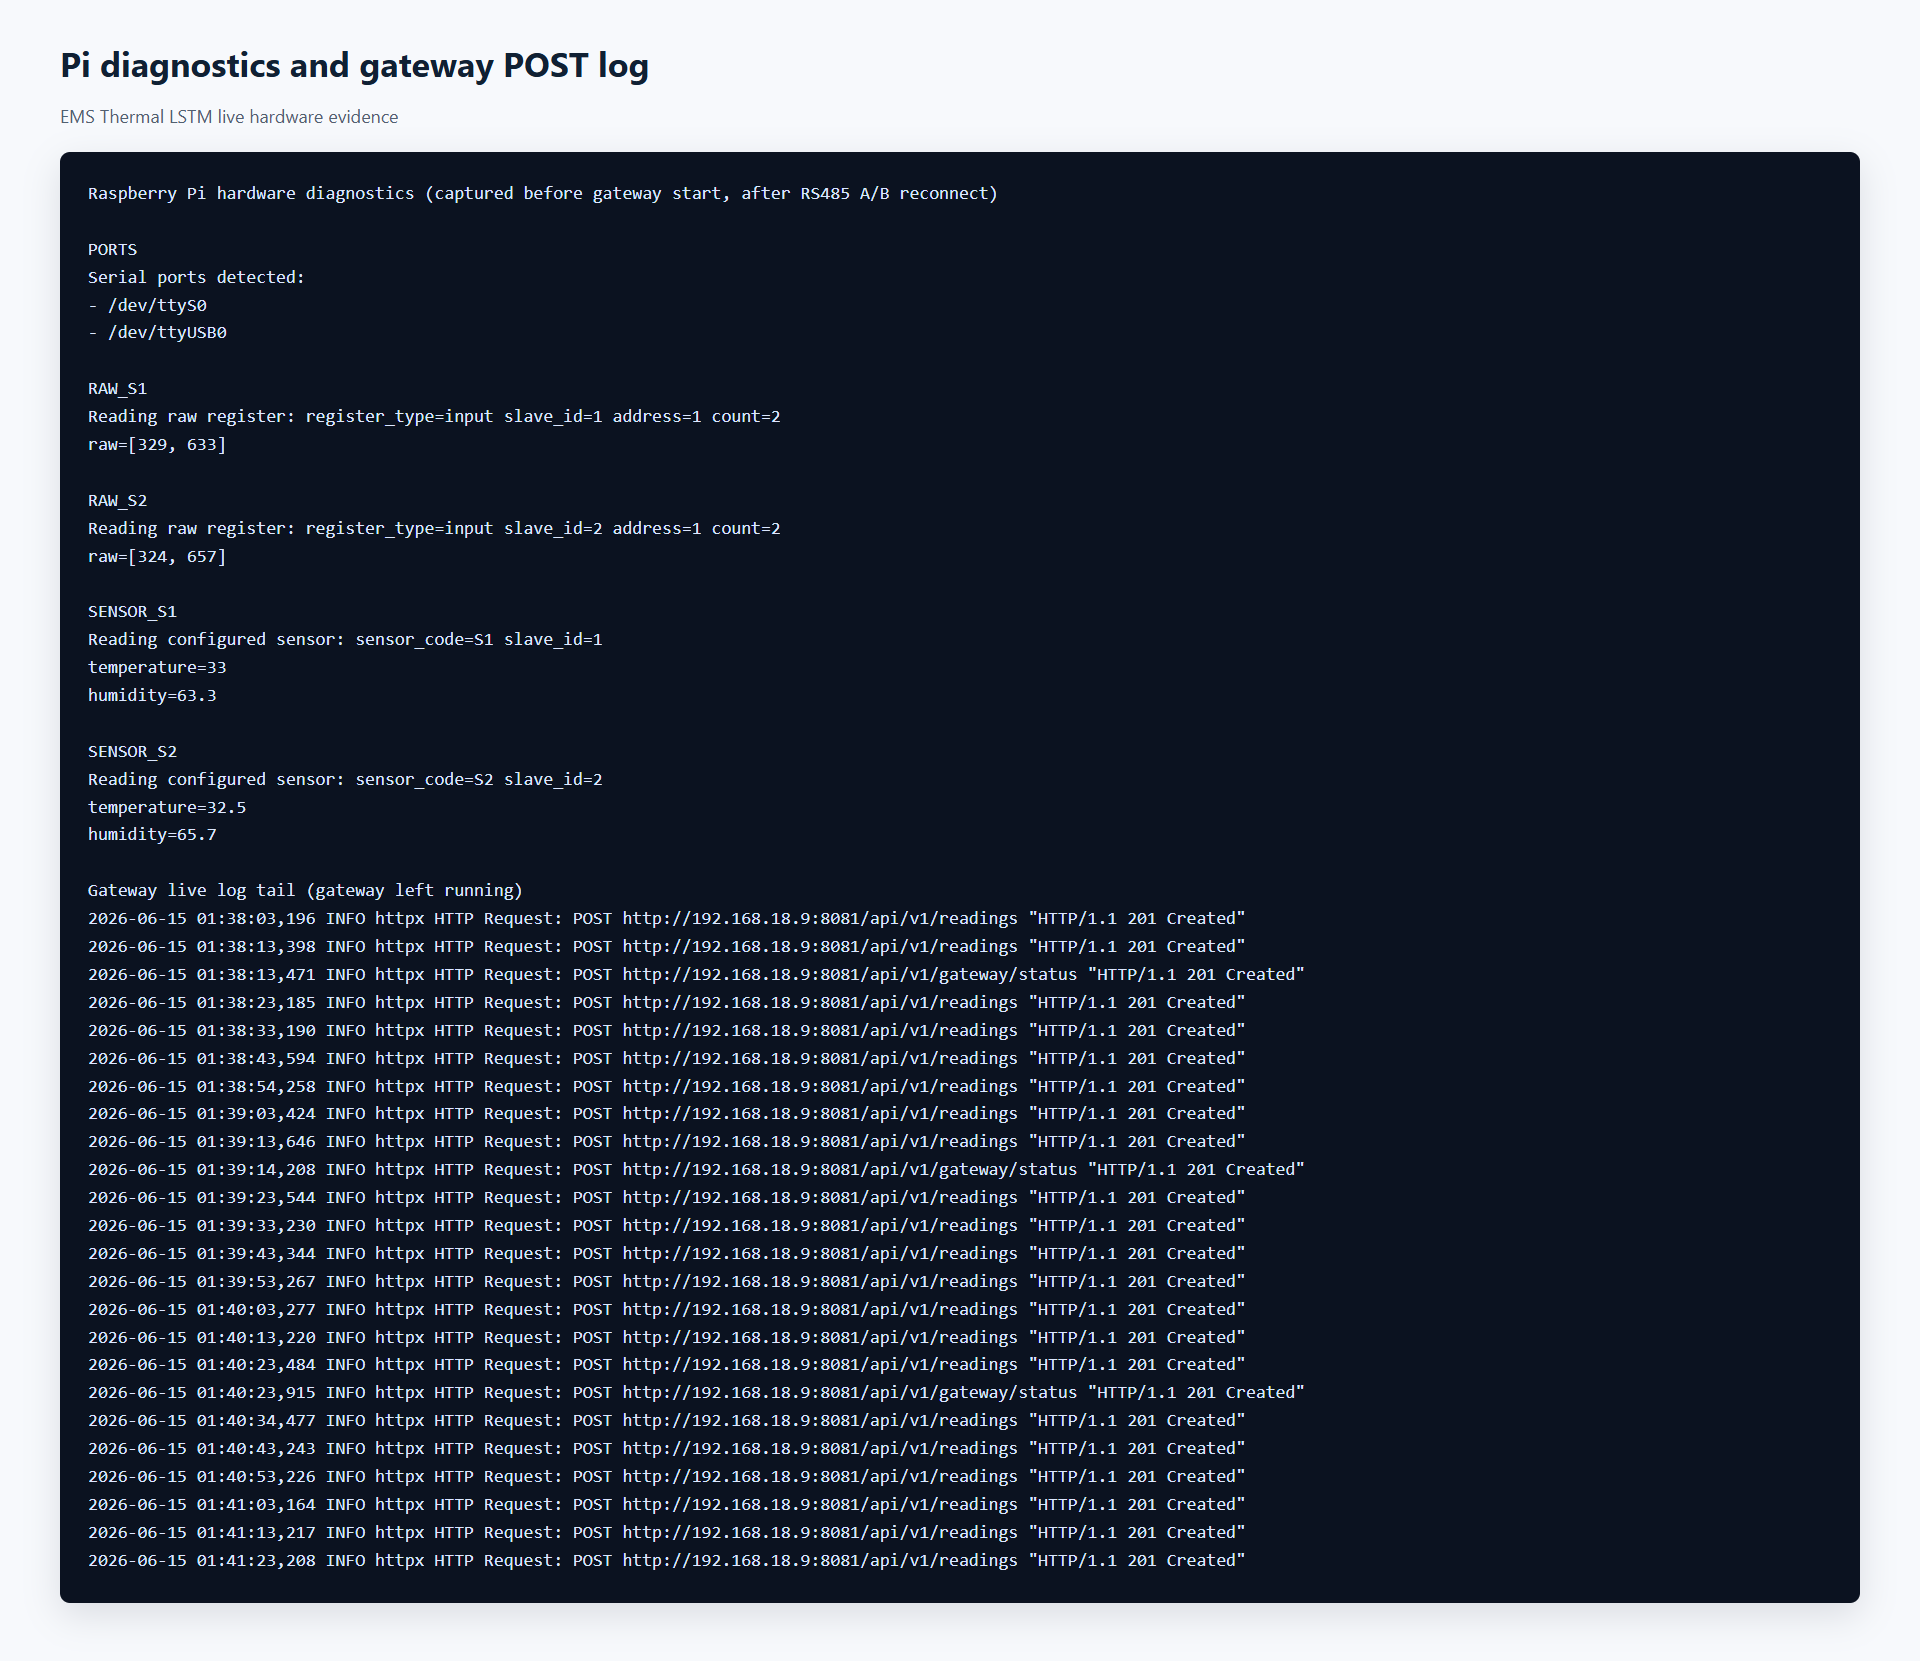 Pi diagnostics and gateway POST log
EMS Thermal LSTM live hardware evidence
Raspberry Pi hardware diagnostics (captured before gateway start, after RS485 A/B reconnect)
PORTS
Serial ports detected:
- /dev/ttyS0
- /dev/ttyUSB0
RAW_S1
Reading raw register: register_type=input slave_id=1 address=1 count=2
raw=[329, 633]
RAW_S2
Reading raw register: register_type=input slave_id=2 address=1 count=2
raw=[324, 657]
SENSOR_S1
Reading configured sensor: sensor_code=S1 slave_id=1
temperature=33
humidity=63.3
SENSOR_S2
Reading configured sensor: sensor_code=S2 slave_id=2
temperature=32.5
humidity=65.7
Gateway live log tail (gateway left running)
2026-06-15 01:38:03,196 INFO httpx HTTP Request: POST http://192.168.18.9:8081/api/v1/readings "HTTP/1.1 201 Created"
2026-06-15 01:38:13,398 INFO httpx HTTP Request: POST http://192.168.18.9:8081/api/v1/readings "HTTP/1.1 201 Created"
2026-06-15 01:38:13,471 INFO httpx HTTP Request: POST http://192.168.18.9:8081/api/v1/gateway/status "HTTP/1.1 201 Created"
2026-06-15 01:38:23,185 INFO httpx HTTP Request: POST http://192.168.18.9:8081/api/v1/readings "HTTP/1.1 201 Created"
2026-06-15 01:38:33,190 INFO httpx HTTP Request: POST http://192.168.18.9:8081/api/v1/readings "HTTP/1.1 201 Created"
2026-06-15 01:38:43,594 INFO httpx HTTP Request: POST http://192.168.18.9:8081/api/v1/readings "HTTP/1.1 201 Created"
2026-06-15 01:38:54,258 INFO httpx HTTP Request: POST http://192.168.18.9:8081/api/v1/readings "HTTP/1.1 201 Created"
2026-06-15 01:39:03,424 INFO httpx HTTP Request: POST http://192.168.18.9:8081/api/v1/readings "HTTP/1.1 201 Created"
2026-06-15 01:39:13,646 INFO httpx HTTP Request: POST http://192.168.18.9:8081/api/v1/readings "HTTP/1.1 201 Created"
2026-06-15 01:39:14,208 INFO httpx HTTP Request: POST http://192.168.18.9:8081/api/v1/gateway/status "HTTP/1.1 201 Created"
2026-06-15 01:39:23,544 INFO httpx HTTP Request: POST http://192.168.18.9:8081/api/v1/readings "HTTP/1.1 201 Created"
2026-06-15 01:39:33,230 INFO httpx HTTP Request: POST http://192.168.18.9:8081/api/v1/readings "HTTP/1.1 201 Created"
2026-06-15 01:39:43,344 INFO httpx HTTP Request: POST http://192.168.18.9:8081/api/v1/readings "HTTP/1.1 201 Created"
2026-06-15 01:39:53,267 INFO httpx HTTP Request: POST http://192.168.18.9:8081/api/v1/readings "HTTP/1.1 201 Created"
2026-06-15 01:40:03,277 INFO httpx HTTP Request: POST http://192.168.18.9:8081/api/v1/readings "HTTP/1.1 201 Created"
2026-06-15 01:40:13,220 INFO httpx HTTP Request: POST http://192.168.18.9:8081/api/v1/readings "HTTP/1.1 201 Created"
2026-06-15 01:40:23,484 INFO httpx HTTP Request: POST http://192.168.18.9:8081/api/v1/readings "HTTP/1.1 201 Created"
2026-06-15 01:40:23,915 INFO httpx HTTP Request: POST http://192.168.18.9:8081/api/v1/gateway/status "HTTP/1.1 201 Created"
2026-06-15 01:40:34,477 INFO httpx HTTP Request: POST http://192.168.18.9:8081/api/v1/readings "HTTP/1.1 201 Created"
2026-06-15 01:40:43,243 INFO httpx HTTP Request: POST http://192.168.18.9:8081/api/v1/readings "HTTP/1.1 201 Created"
2026-06-15 01:40:53,226 INFO httpx HTTP Request: POST http://192.168.18.9:8081/api/v1/readings "HTTP/1.1 201 Created"
2026-06-15 01:41:03,164 INFO httpx HTTP Request: POST http://192.168.18.9:8081/api/v1/readings "HTTP/1.1 201 Created"
2026-06-15 01:41:13,217 INFO httpx HTTP Request: POST http://192.168.18.9:8081/api/v1/readings "HTTP/1.1 201 Created"
2026-06-15 01:41:23,208 INFO httpx HTTP Request: POST http://192.168.18.9:8081/api/v1/readings "HTTP/1.1 201 Created"